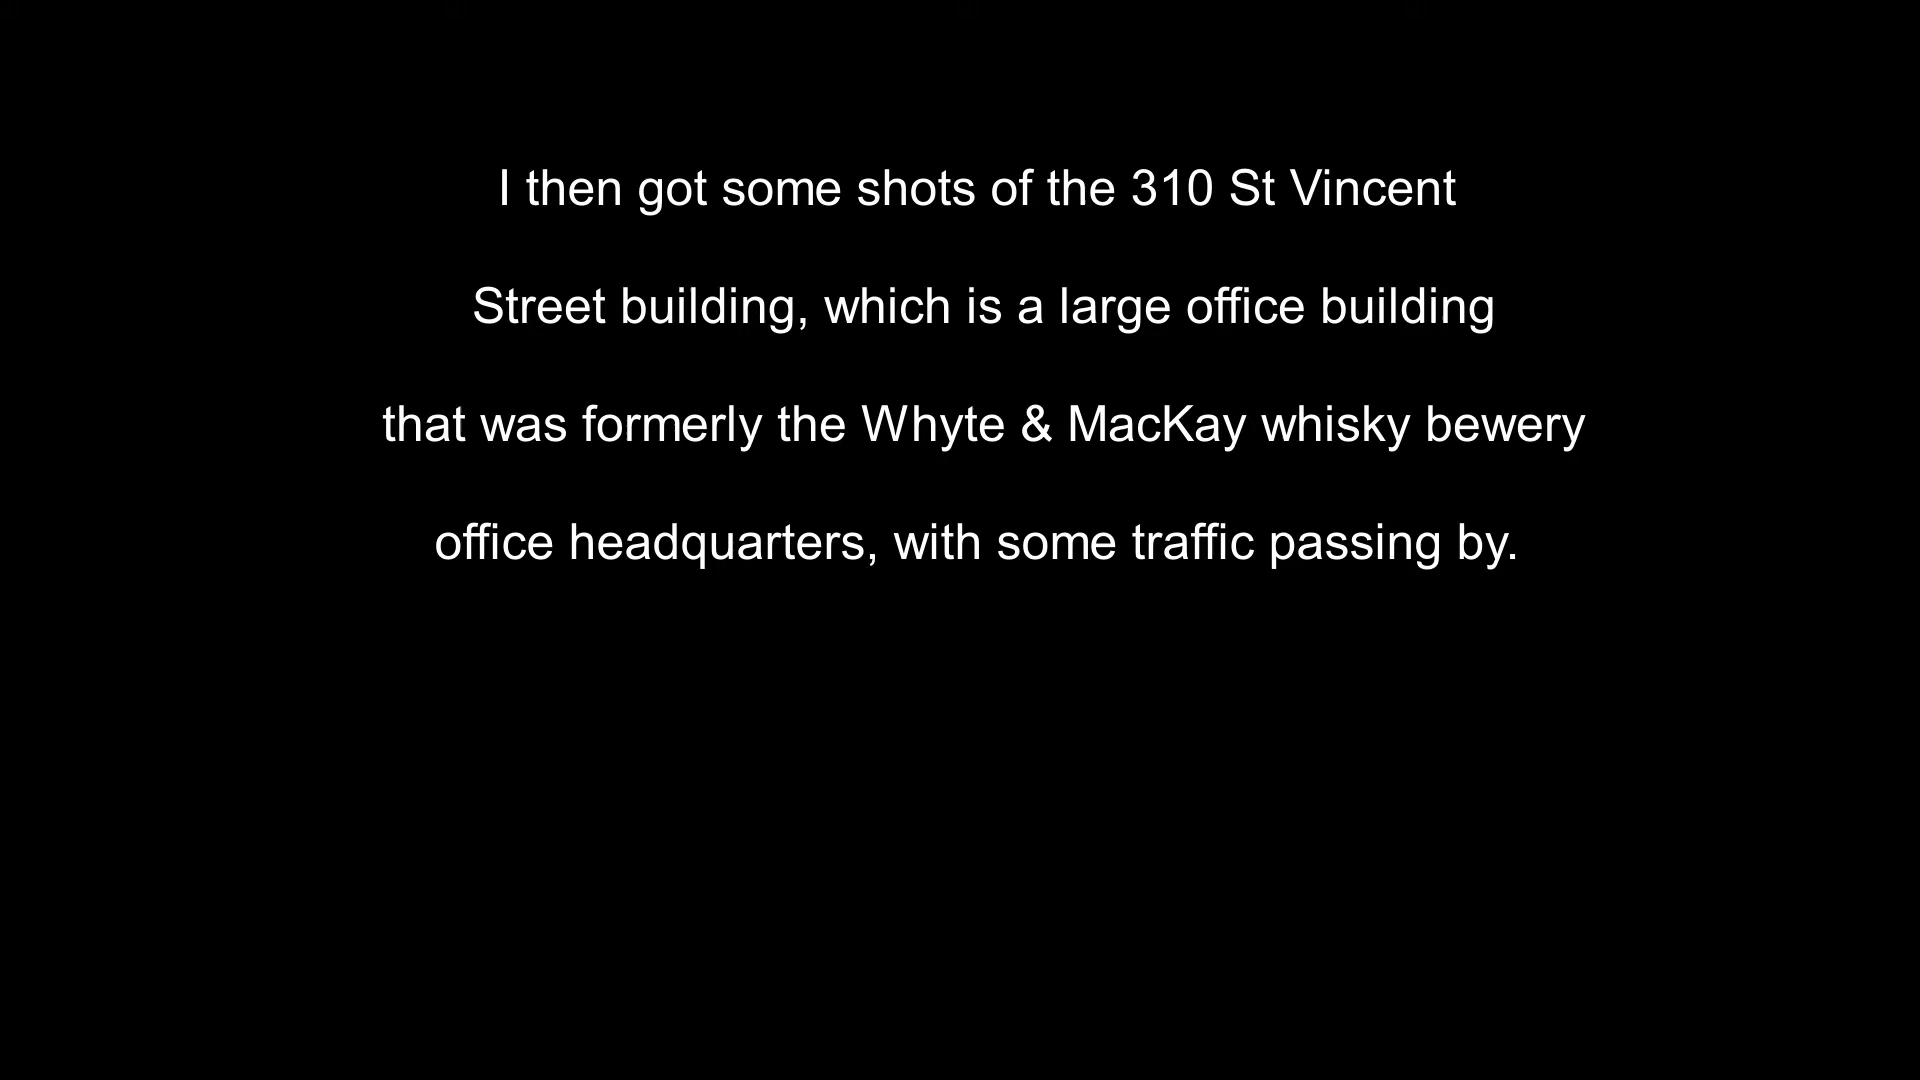 I then got some shots of the 310 St Vincent
Street building, which is a large office building
that was formerly the Whyte & MacKay whisky bewery
office headquarters, with some traffic passing by.